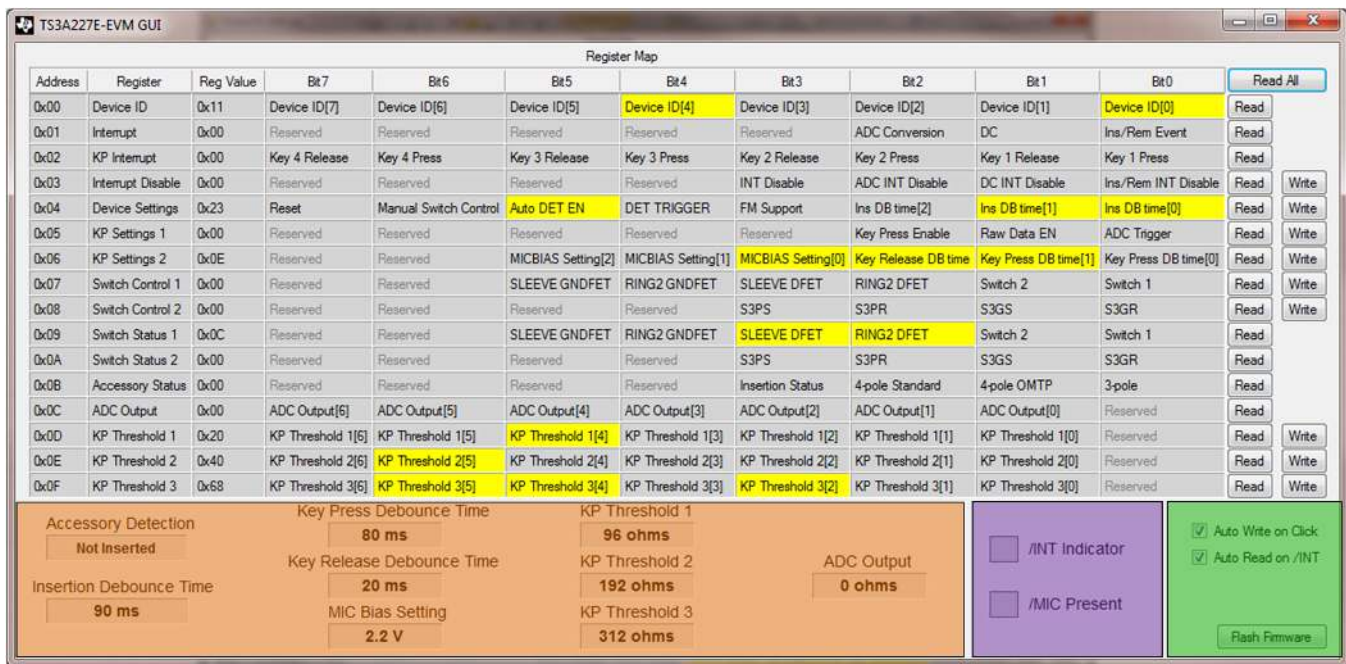 TS3A227E-EVM GUI
Register Map
Address Register Reg Value Bit7 Bit6 Bit5 Bit4 Bit3 Bit2 Bit1 Bit0 Read All
0x00 Device ID 0x11 Device ID[7] Device ID[6] Device ID[5] Device ID[4] Device ID[3] Device ID[2] Device ID[1] Device ID[0] Read
0x01 Interrupt 0x00 Reserved Reserved Reserved Reserved Reserved ADC Conversion DC Ins/Rem Event Read
0x02 KP Interrupt 0x00 Key 4 Release Key 4 Press Key 3 Release Key 3 Press Key 2 Release Key 2 Press Key 1 Release Key 1 Press Read
0x03 Interrupt Disable 0x00 Reserved Reserved Reserved Reserved INT Disable ADC INT Disable DC INT Disable Ins/Rem INT Disable Read Write
0x04 Device Settings 0x23 Reset Manual Switch Control Auto DET EN DET TRIGGER FM Support Ins DB time[2] Ins DB time[1] Ins DB time[0] Read Write
0x05 KP Settings 1 0x00 Reserved Reserved Reserved Reserved Reserved Key Press Enable Raw Data EN ADC Trigger Read Write
0x06 KP Settings 2 0x0E Reserved Reserved MICBIAS Setting[2] MICBIAS Setting[1] MICBIAS Setting[0] Key Release DB time Key Press DB time[1] Key Press DB time[0] Read Write
0x07 Switch Control 1 0x00 Reserved Reserved SLEEVE GNDFET RING2 GNDFET SLEEVE DFET RING2 DFET Switch 2 Switch 1 Read Write
0x08 Switch Control 2 0x00 Reserved Reserved Reserved Reserved S3PS S3PR S3GS S3GR Read Write
0x09 Switch Status 1 0x0C Reserved Reserved SLEEVE GNDFET RING2 GNDFET SLEEVE DFET RING2 DFET Switch 2 Switch 1 Read
0x0A Switch Status 2 0x00 Reserved Reserved Reserved Reserved S3PS S3PR S3GS S3GR Read
0x0B Accessory Status 0x00 Reserved Reserved Reserved Reserved Insertion Status 4-pole Standard 4-pole OMTP 3-pole Read
0x0C ADC Output 0x00 ADC Output[6] ADC Output[5] ADC Output[4] ADC Output[3] ADC Output[2] ADC Output[1] ADC Output[0] Reserved Read
0x0D KP Threshold 1 0x20 KP Threshold 1[6] KP Threshold 1[5] KP Threshold 1[4] KP Threshold 1[3] KP Threshold 1[2] KP Threshold 1[1] KP Threshold 1[0] Reserved Read Write
0x0E KP Threshold 2 0x40 KP Threshold 2[6] KP Threshold 2[5] KP Threshold 2[4] KP Threshold 2[3] KP Threshold 2[2] KP Threshold 2[1] KP Threshold 2[0] Reserved Read Write
0x0F KP Threshold 3 0x68 KP Threshold 3[6] KP Threshold 3[5] KP Threshold 3[4] KP Threshold 3[3] KP Threshold 3[2] KP Threshold 3[1] KP Threshold 3[0] Reserved Read Write
Accessory Detection
Not Inserted
Insertion Debounce Time
90 ms
Key Press Debounce Time
80 ms
Key Release Debounce Time
20 ms
MIC Bias Setting
2.2 V
KP Threshold 1
96 ohms
KP Threshold 2
192 ohms
KP Threshold 3
312 ohms
ADC Output
0 ohms
/INT Indicator
/MIC Present
Auto Write on Click
Auto Read on /INT
Flash Firmware